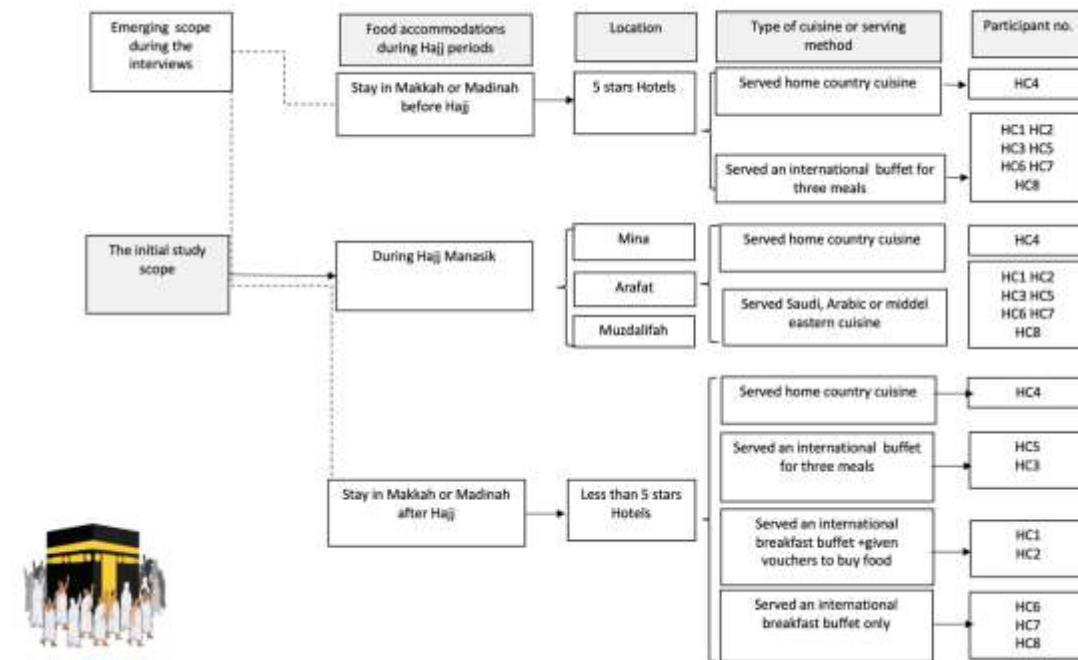 Emerging scope
during the
interviews
Food accommodations
during Hajj periods
Location
Type of cuisine or serving
method
Participant no.
Stay in Makkah or Madinah
before Hajj
5 stars Hotels
Served home country cuisine
HC4
Served an international buffet for
three meals
HC1 HC2
HC3 HC5
HC6 HC7
HC8
The initial study
scope
During Hajj Manasik
Mina
Arafat
Muzdalifah
Served home country cuisine
HC4
Served Saudi, Arabic or middel
eastern cuisine
HC1 HC2
HC3 HC5
HC6 HC7
HC8
Stay in Makkah or Madinah
after Hajj
Less than 5 stars
Hotels
Served home country cuisine
HC4
Served an international buffet
for three meals
HC5
HC3
Served an international
breakfast buffet +given
vouchers to buy food
HC1
HC2
Served an international
breakfast buffet only
HC6
HC7
HC8